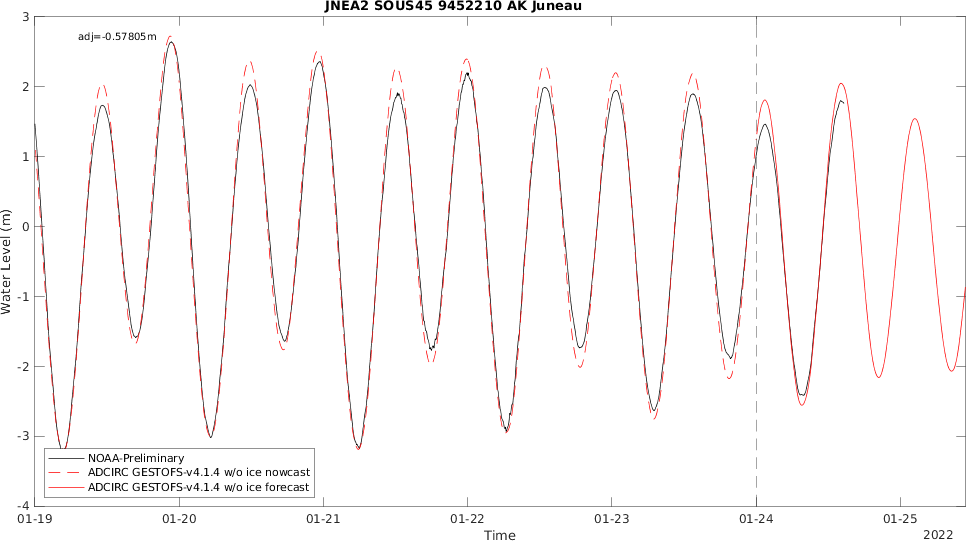 JNEA2 SOUS45 9452210 AK Juneau
adj=-0.57805m
3
2
1
0
-1
-2
-3
-4
Water Level (m)
NOAA-Preliminary
ADCIRC GESTOFS-v4.1.4 w/o ice nowcast
ADCIRC GESTOFS-v4.1.4 w/o ice forecast
01-19 01-20 01-21 01-22 01-23 01-24 01-25
Time
2022